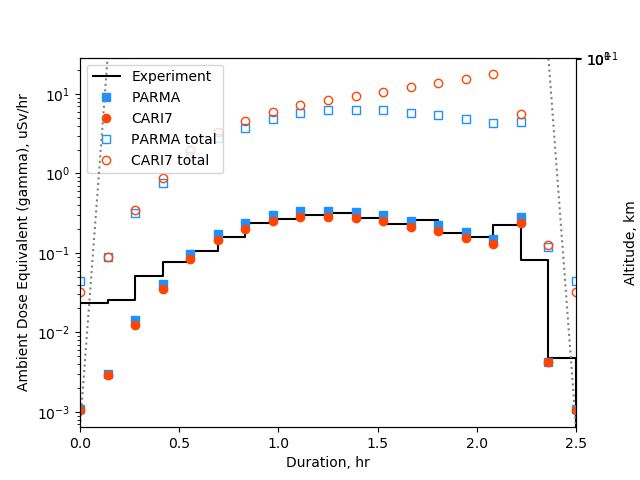 Experiment
PARMA
CARI7
PARMA total
CARI7 total
10¹
10⁰
10⁻¹
10⁻²
10⁻³
Ambient Dose Equivalent (gamma), uSv/hr
0.0 0.5 1.0 1.5 2.0 2.5
Duration, hr
Altitude, km